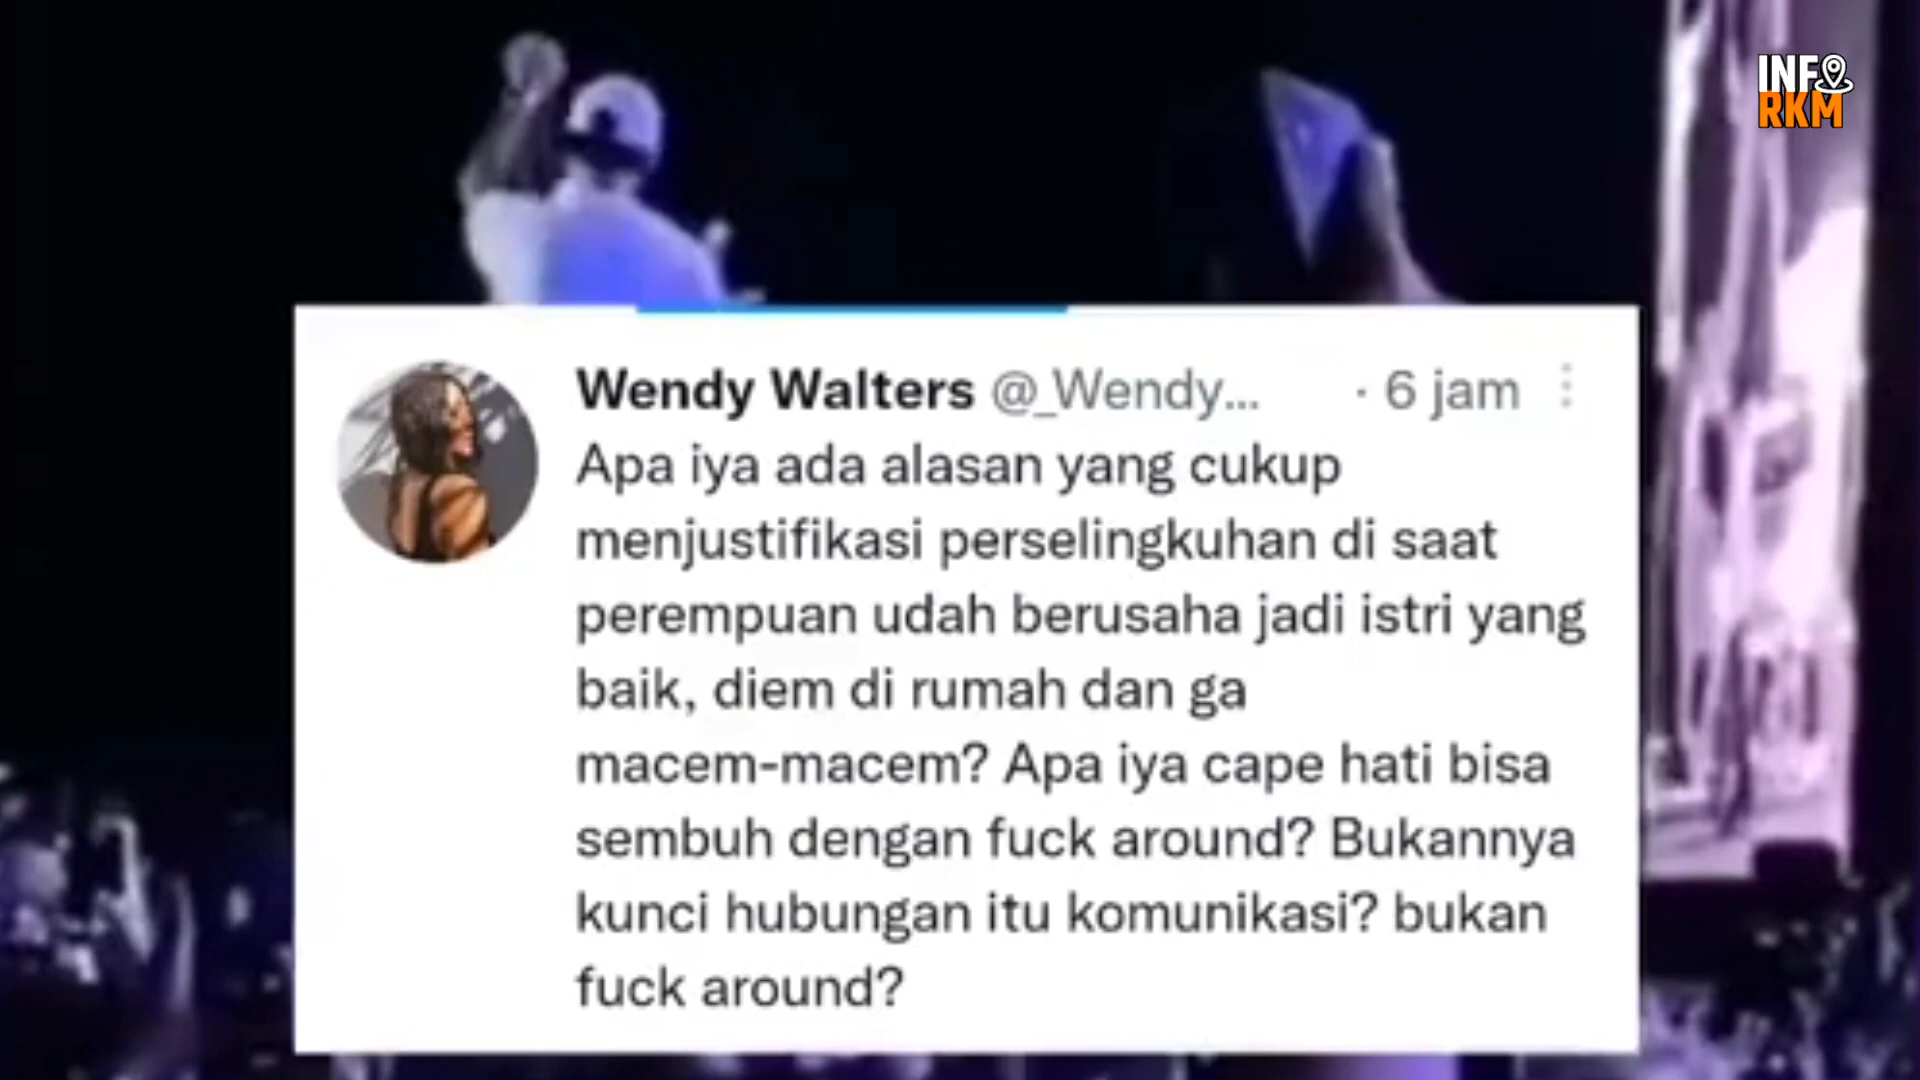 INFO
RKM
Wendy Walters @_Wendy... · 6 jam
Apa iya ada alasan yang cukup
menjustifikasi perselingkuhan di saat
perempuan udah berusaha jadi istri yang
baik, diem di rumah dan ga
macem-macem? Apa iya cape hati bisa
sembuh dengan fuck around? Bukannya
kunci hubungan itu komunikasi? bukan
fuck around?